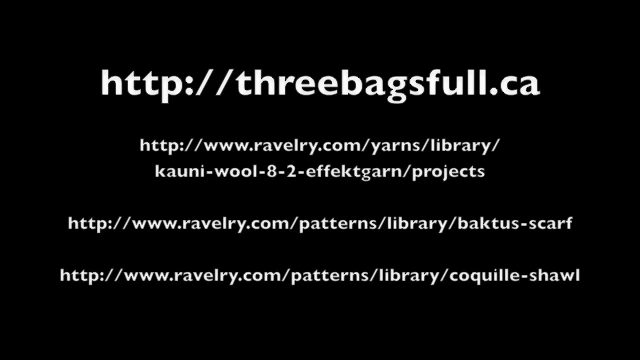 http://threebagsfull.ca
http://www.ravelry.com/yarns/library/
kauni-wool-8-2-effektgarn/projects
http://www.ravelry.com/patterns/library/baktus-scarf
http://www.ravelry.com/patterns/library/coquille-shawl